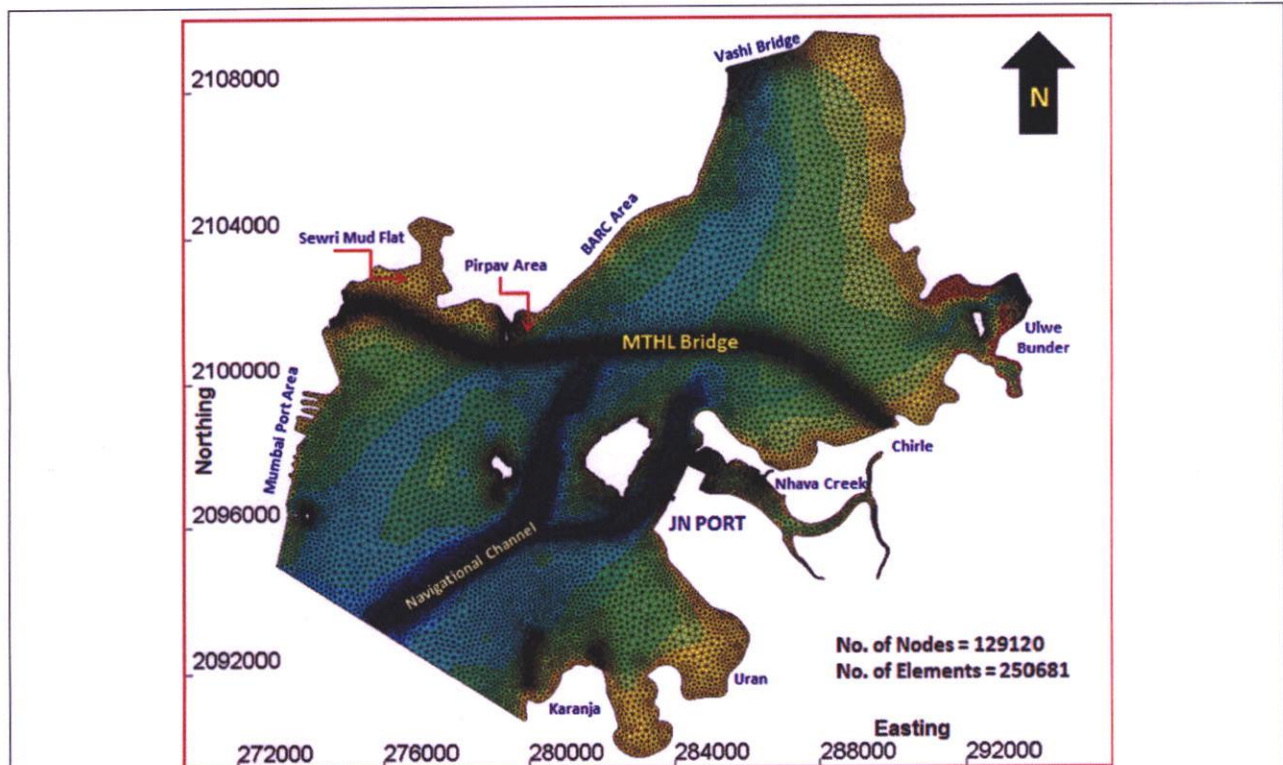 Vashi Bridge
N
2108000
2104000
Sewri Mud Flat
BARC Area
Pirpav Area
MTHL Bridge
Ulwe
Bunder
2100000
Northing
Mumbai Port Area
Chirle
Nhava Creek
2096000
JN PORT
Navigational Channel
No. of Nodes = 129120
No. of Elements = 250681
2092000
Uran
Karanja
Easting
272000
276000
280000
284000
288000
292000